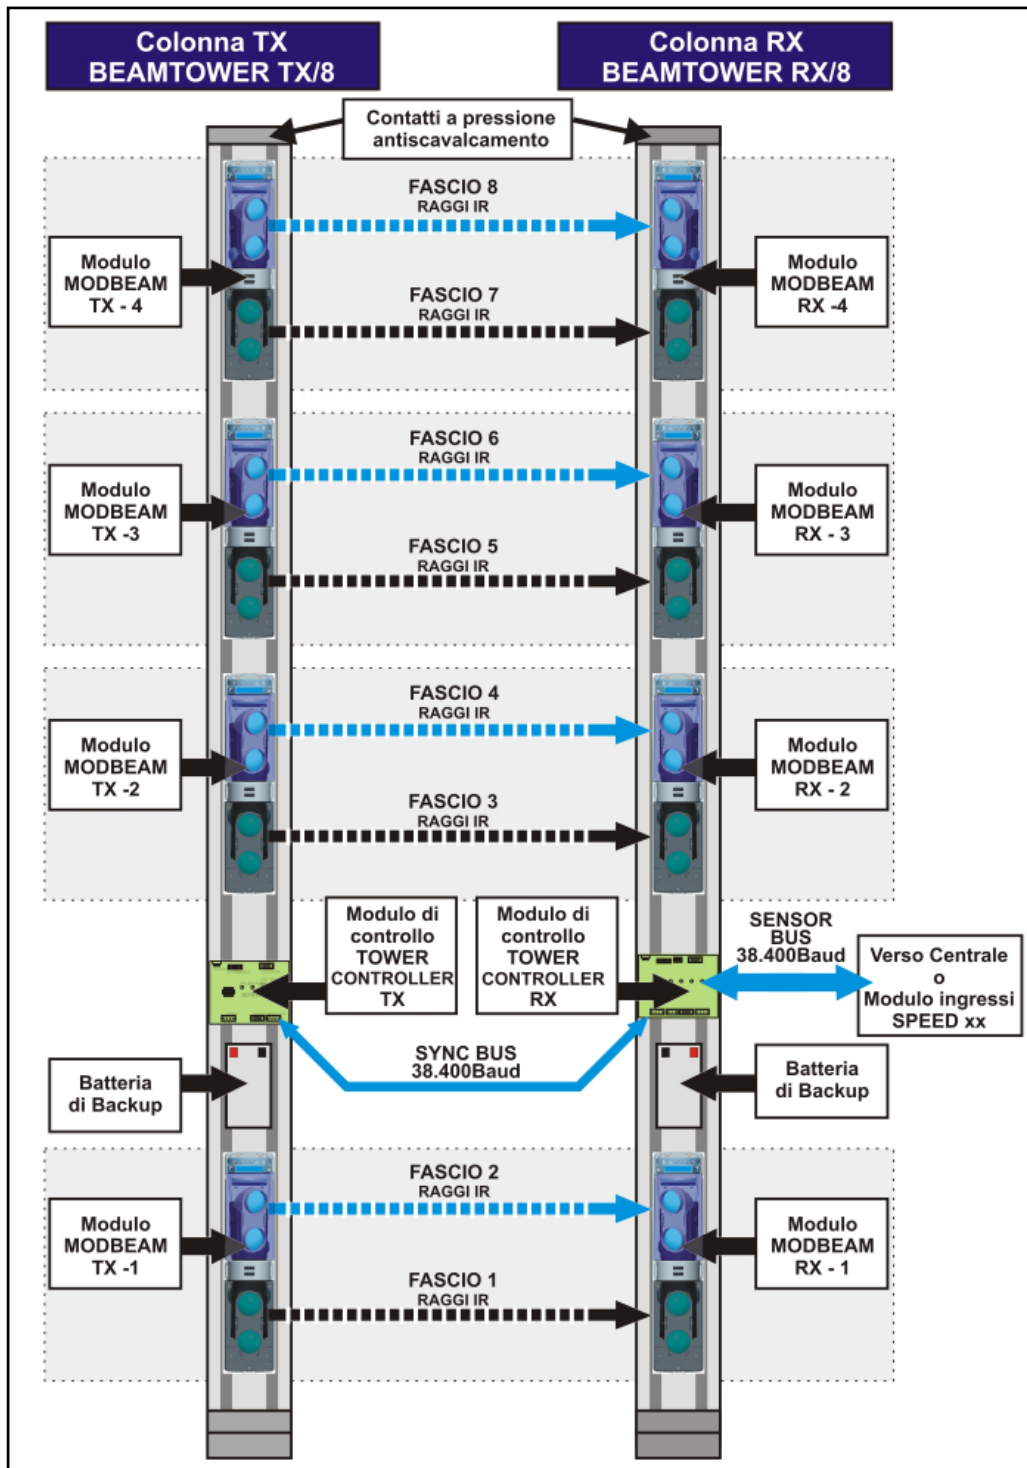 Colonna TX
BEAMTOWER TX/8
Colonna RX
BEAMTOWER RX/8
Contatti a pressione
antiscavalcamento
FASCIO 8
RAGGI IR
Modulo
MODBEAM
TX - 4
Modulo
MODBEAM
RX -4
FASCIO 7
RAGGI IR
FASCIO 6
RAGGI IR
Modulo
MODBEAM
TX -3
Modulo
MODBEAM
RX - 3
FASCIO 5
RAGGI IR
FASCIO 4
RAGGI IR
Modulo
MODBEAM
TX -2
Modulo
MODBEAM
RX - 2
FASCIO 3
RAGGI IR
Modulo di
controllo
TOWER
CONTROLLER
TX
Modulo di
controllo
TOWER
CONTROLLER
RX
SENSOR
BUS
38.400Baud
Verso Centrale
o
Modulo ingressi
SPEED xx
SYNC BUS
38.400Baud
Batteria
di Backup
Batteria
di Backup
FASCIO 2
RAGGI IR
Modulo
MODBEAM
TX -1
Modulo
MODBEAM
RX - 1
FASCIO 1
RAGGI IR